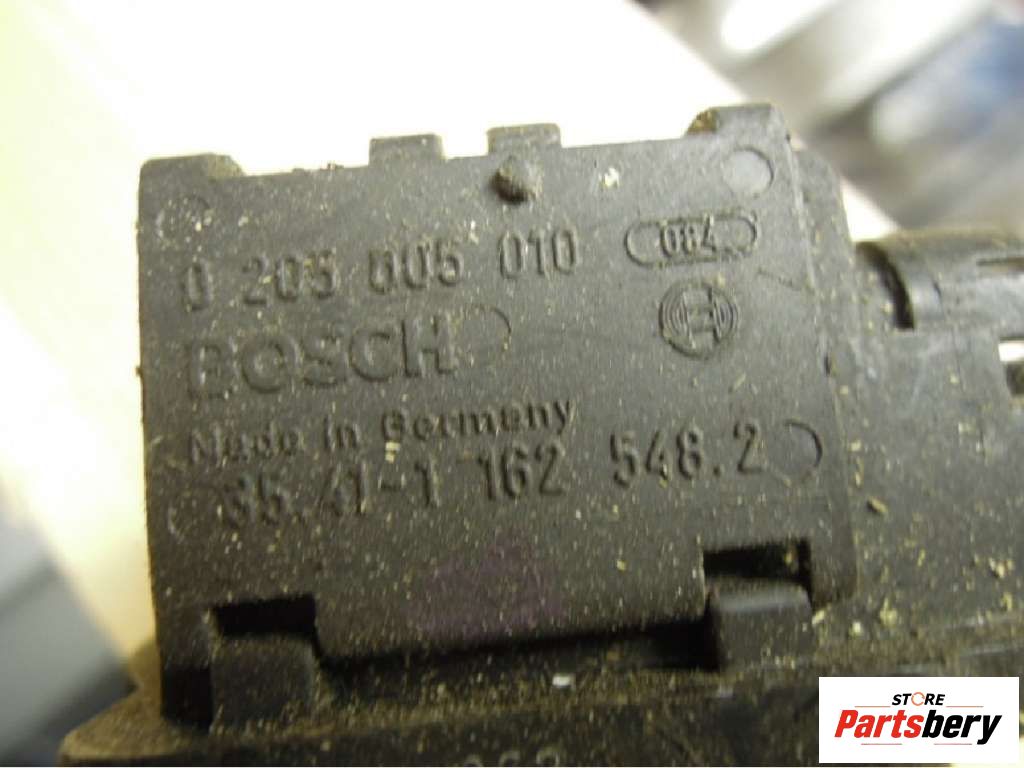 0 205 005 010 084
BOSCH
Made in Germany
35.41-1 162 548.2
STORE
Partsbery